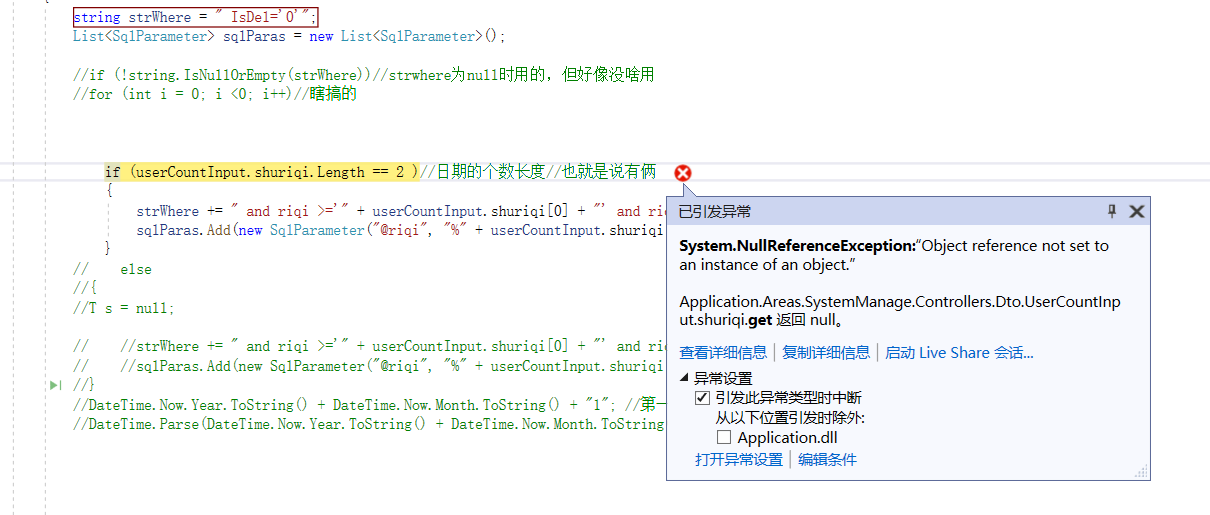 string strWhere = " IsDel='0'";
List<SqlParameter> sqlParas = new List<SqlParameter>();
//if (!string.IsNullOrEmpty(strWhere))//strwhere为null时用的，但好像没啥用
//for (int i = 0; i <0; i++)//瞎搞的
if (userCountInput.shuriqi.Length == 2 )//日期的个数长度//也就是说有俩
{
strWhere += " and riqi >='" + userCountInput.shuriqi[0] + "' and ri
sqlParas.Add(new SqlParameter("@riqi", "%" + userCountInput.shuriqi
}
// else
//{
//T s = null;
// //strWhere += " and riqi >='" + userCountInput.shuriqi[0] + "' and ri
// //sqlParas.Add(new SqlParameter("@riqi", "%" + userCountInput.shuriqi
//}
//DateTime.Now.Year.ToString() + DateTime.Now.Month.ToString() + "1"; //第一
//DateTime.Parse(DateTime.Now.Year.ToString() + DateTime.Now.Month.ToString
已引发异常
System.NullReferenceException:“Object reference not set to
an instance of an object.”
Application.Areas.SystemManage.Controllers.Dto.UserCountInp
ut.shuriqi.get 返回 null。
查看详细信息 | 复制详细信息 | 启动 Live Share 会话...
异常设置
引发此异常类型时中断
从以下位置引发时除外:
Application.dll
打开异常设置 | 编辑条件